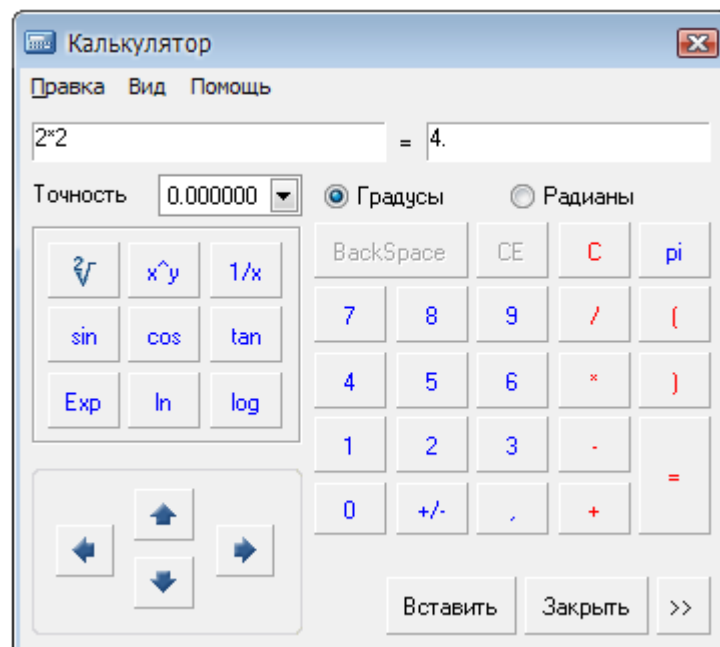 Калькулятор
Правка Вид Помощь
2*2 = 4.
Точность 0.000000 Градусы Радианы
BackSpace CE C pi
2√ x^y 1/x
7 8 9 / (
sin cos tan
4 5 6 * )
Exp ln log
1 2 3 - =
0 +/- , +
Вставить Закрыть >>